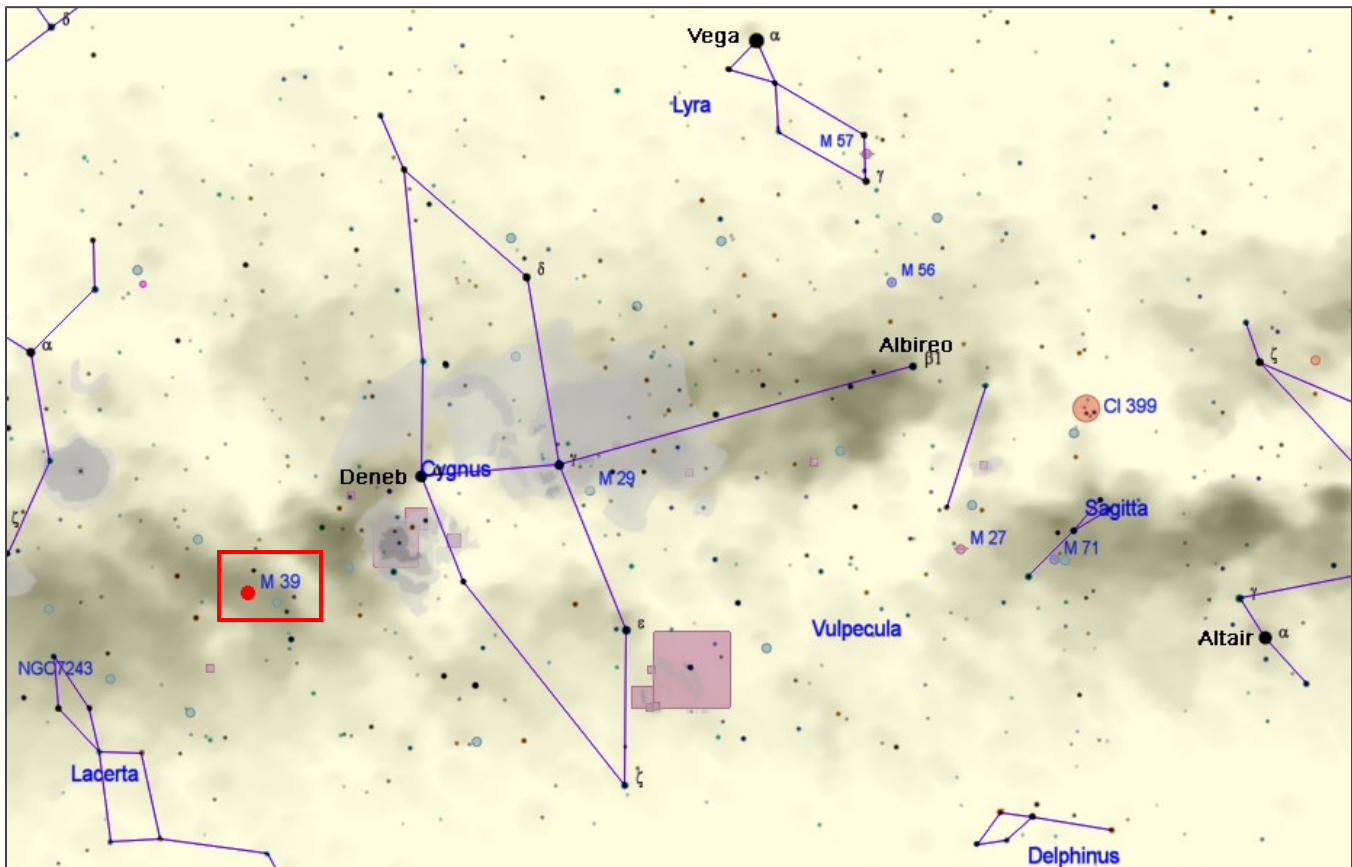 δ
Vega α
Lyra
M 57
γ
M 56
δ
Albireo
β1
α
ζ
Cl 399
Deneb α
Cygnus
γ
M 29
Sagitta
ζ
M 27
M 71
M 39
γ
ε
Vulpecula
Altair α
NGC7243
Lacerta
ζ
Delphinus